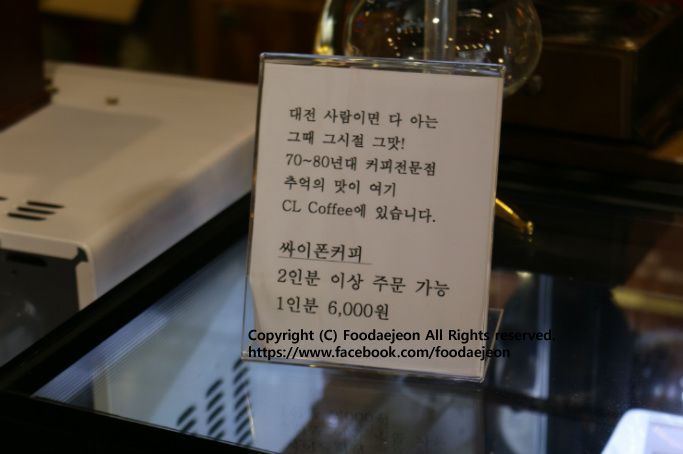 대전 사람이면 다 아는
그때 그시절 그맛!
70~80년대 커피전문점
추억의 맛이 여기
CL Coffee에 있습니다.
싸이폰커피
2인분 이상 주문 가능
1인분 6,000원
Copyright (C) Foodaejeon All Rights reserved.
https://www.facebook.com/foodaejeon